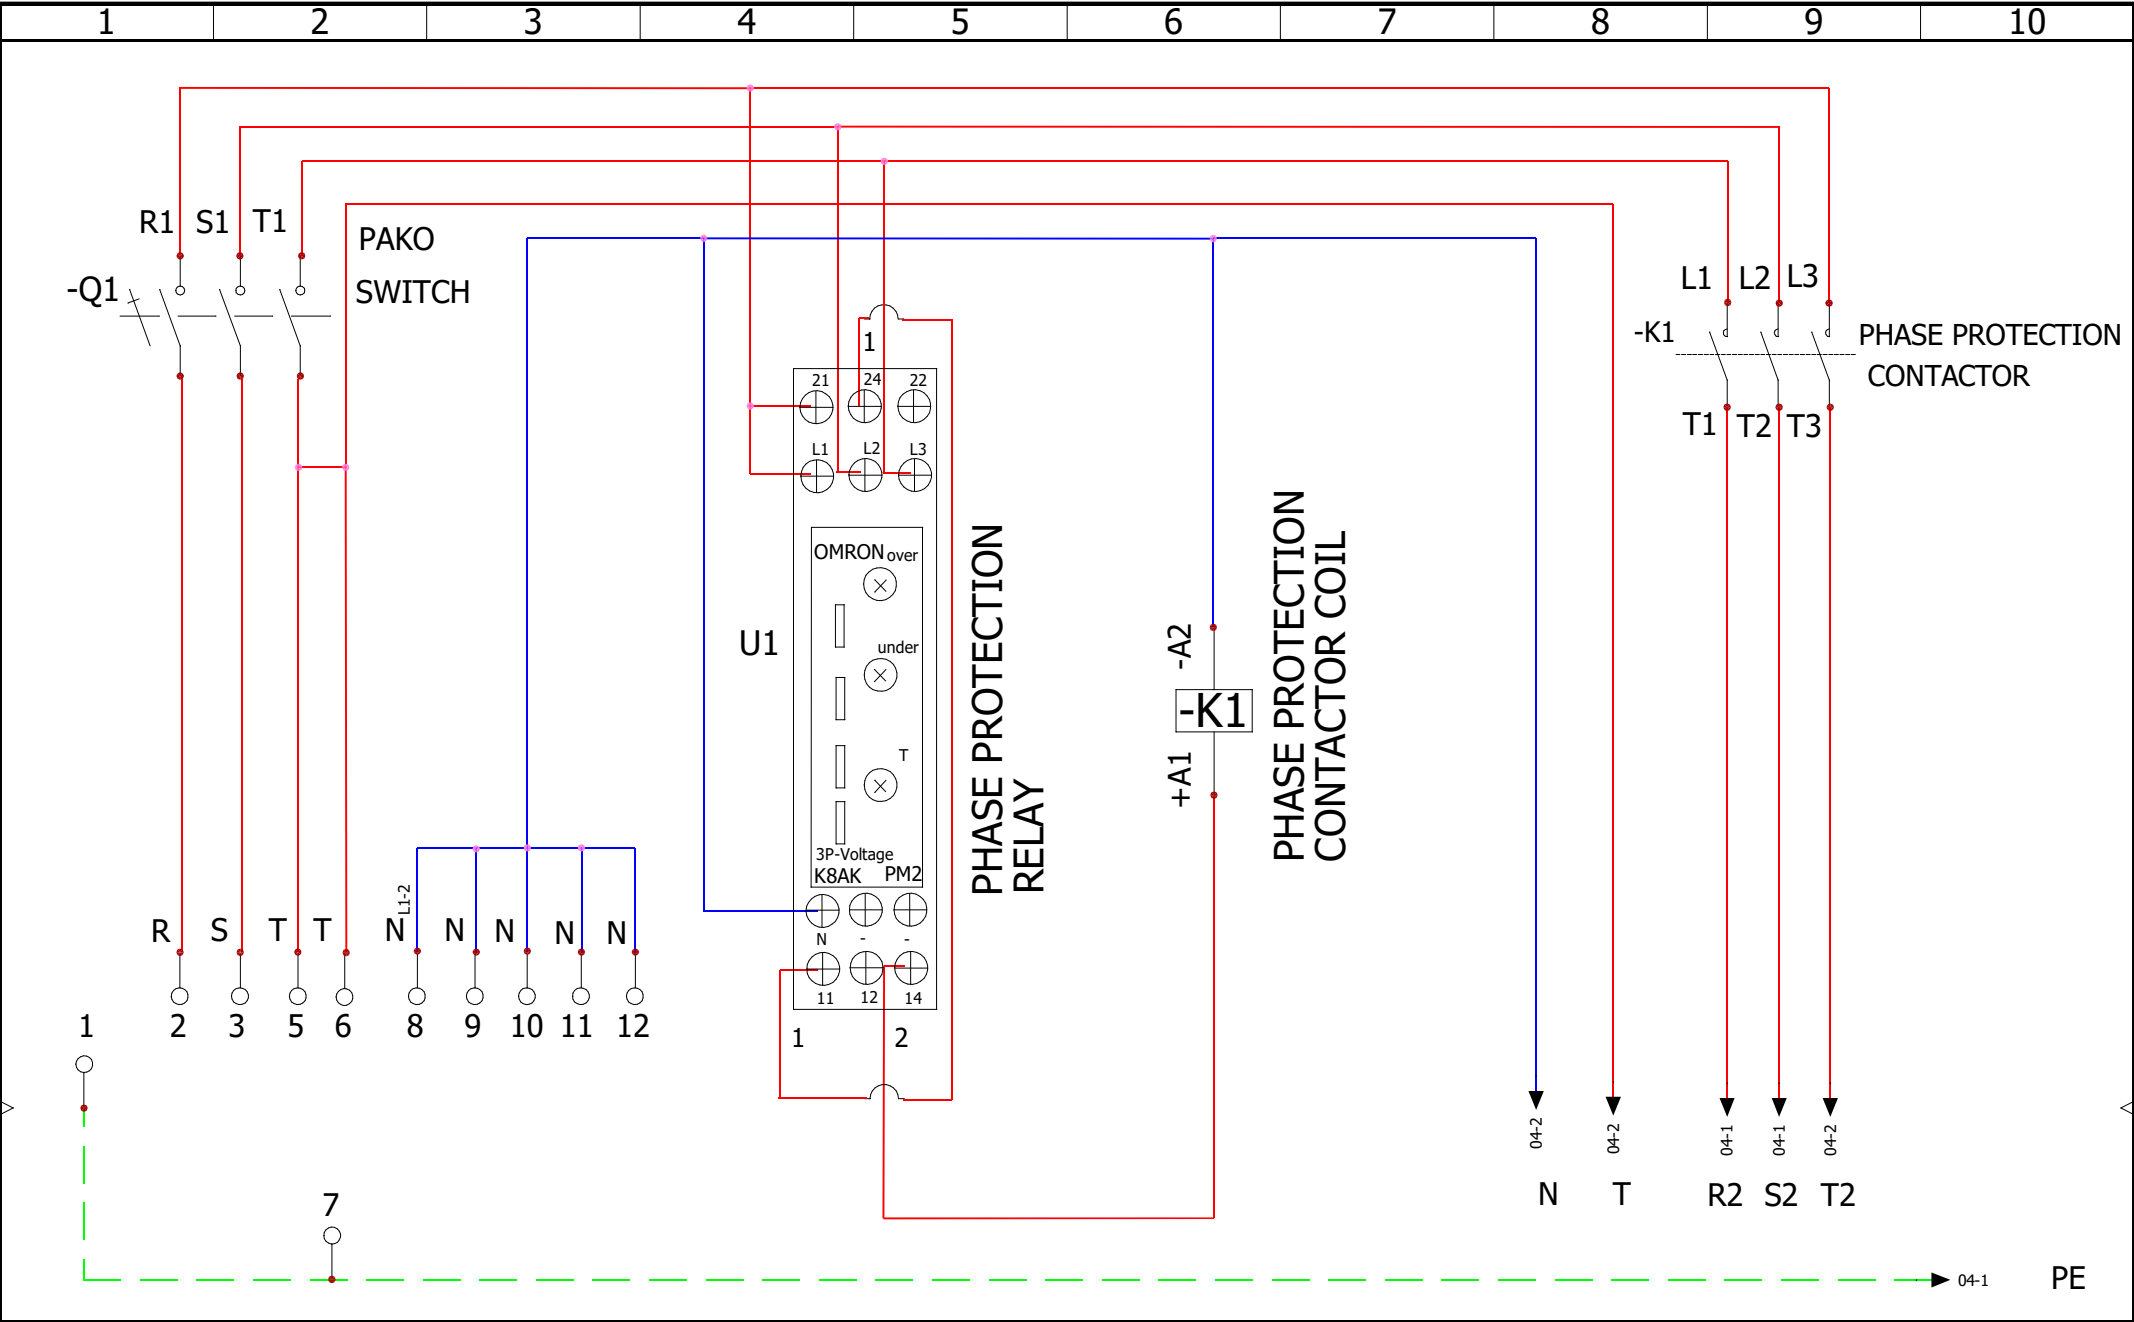 1 2 3 4 5 6 7 8 9 10
R1 S1 T1
PAKO
SWITCH
-Q1
L1 L2 L3
-K1
PHASE PROTECTION
CONTACTOR
T1 T2 T3
1
21 24 22
L1 L2 L3
OMRON over
under
T
3P-Voltage
K8AK PM2
N - -
11 12 14
1 2
U1
PHASE PROTECTION
RELAY
-A2
-K1
+A1
PHASE PROTECTION
CONTACTOR COIL
R S T T N L1-2 N N N N
1 2 3 5 6 8 9 10 11 12
7
04-2 04-2 04-1 04-1 04-2
N T R2 S2 T2
04-1 PE